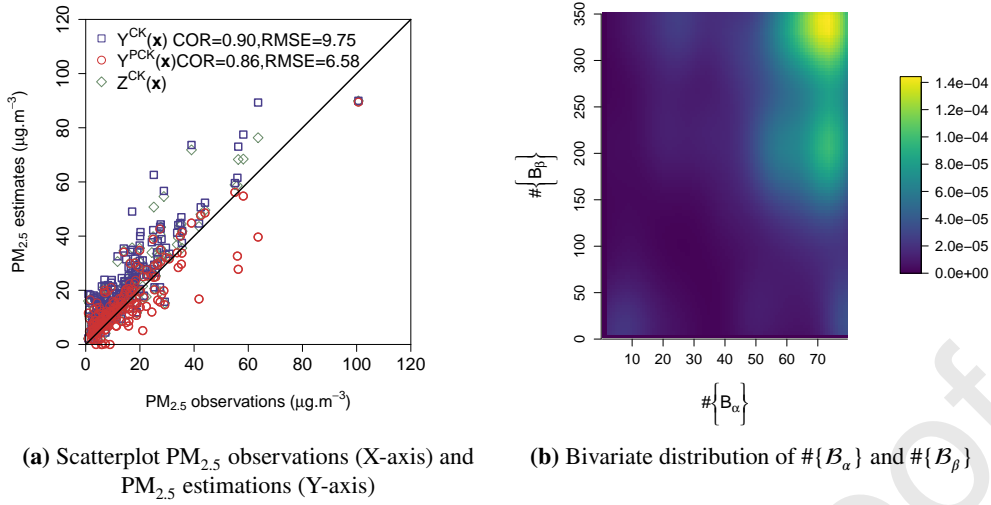 120
100
80
60
40
20
0
PM2.5 estimates (μg.m−3)
Y^CK(x) COR=0.90,RMSE=9.75
Y^PCK(x)COR=0.86,RMSE=6.58
Z^CK(x)
0 20 40 60 80 100 120
PM2.5 observations (μg.m−3)
(a) Scatterplot PM2.5 observations (X-axis) and
PM2.5 estimations (Y-axis)
350
300
250
200
150
100
50
0
#{Bβ}
10 20 30 40 50 60 70
#{Bα}
1.4e−04
1.2e−04
1.0e−04
8.0e−05
6.0e−05
4.0e−05
2.0e−05
0.0e+00
(b) Bivariate distribution of #{Bα} and #{Bβ}